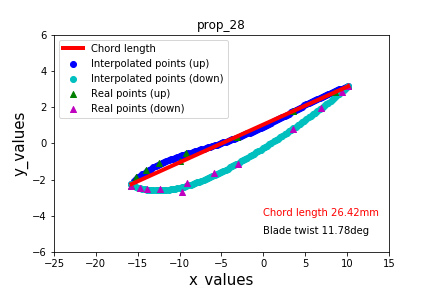 prop_28
Chord length
Interpolated points (up)
Interpolated points (down)
Real points (up)
Real points (down)
6
4
2
0
−2
−4
−6
y_values
Chord length 26.42mm
Blade twist 11.78deg
−25
−20
−15
−10
−5
0
5
10
15
x_values